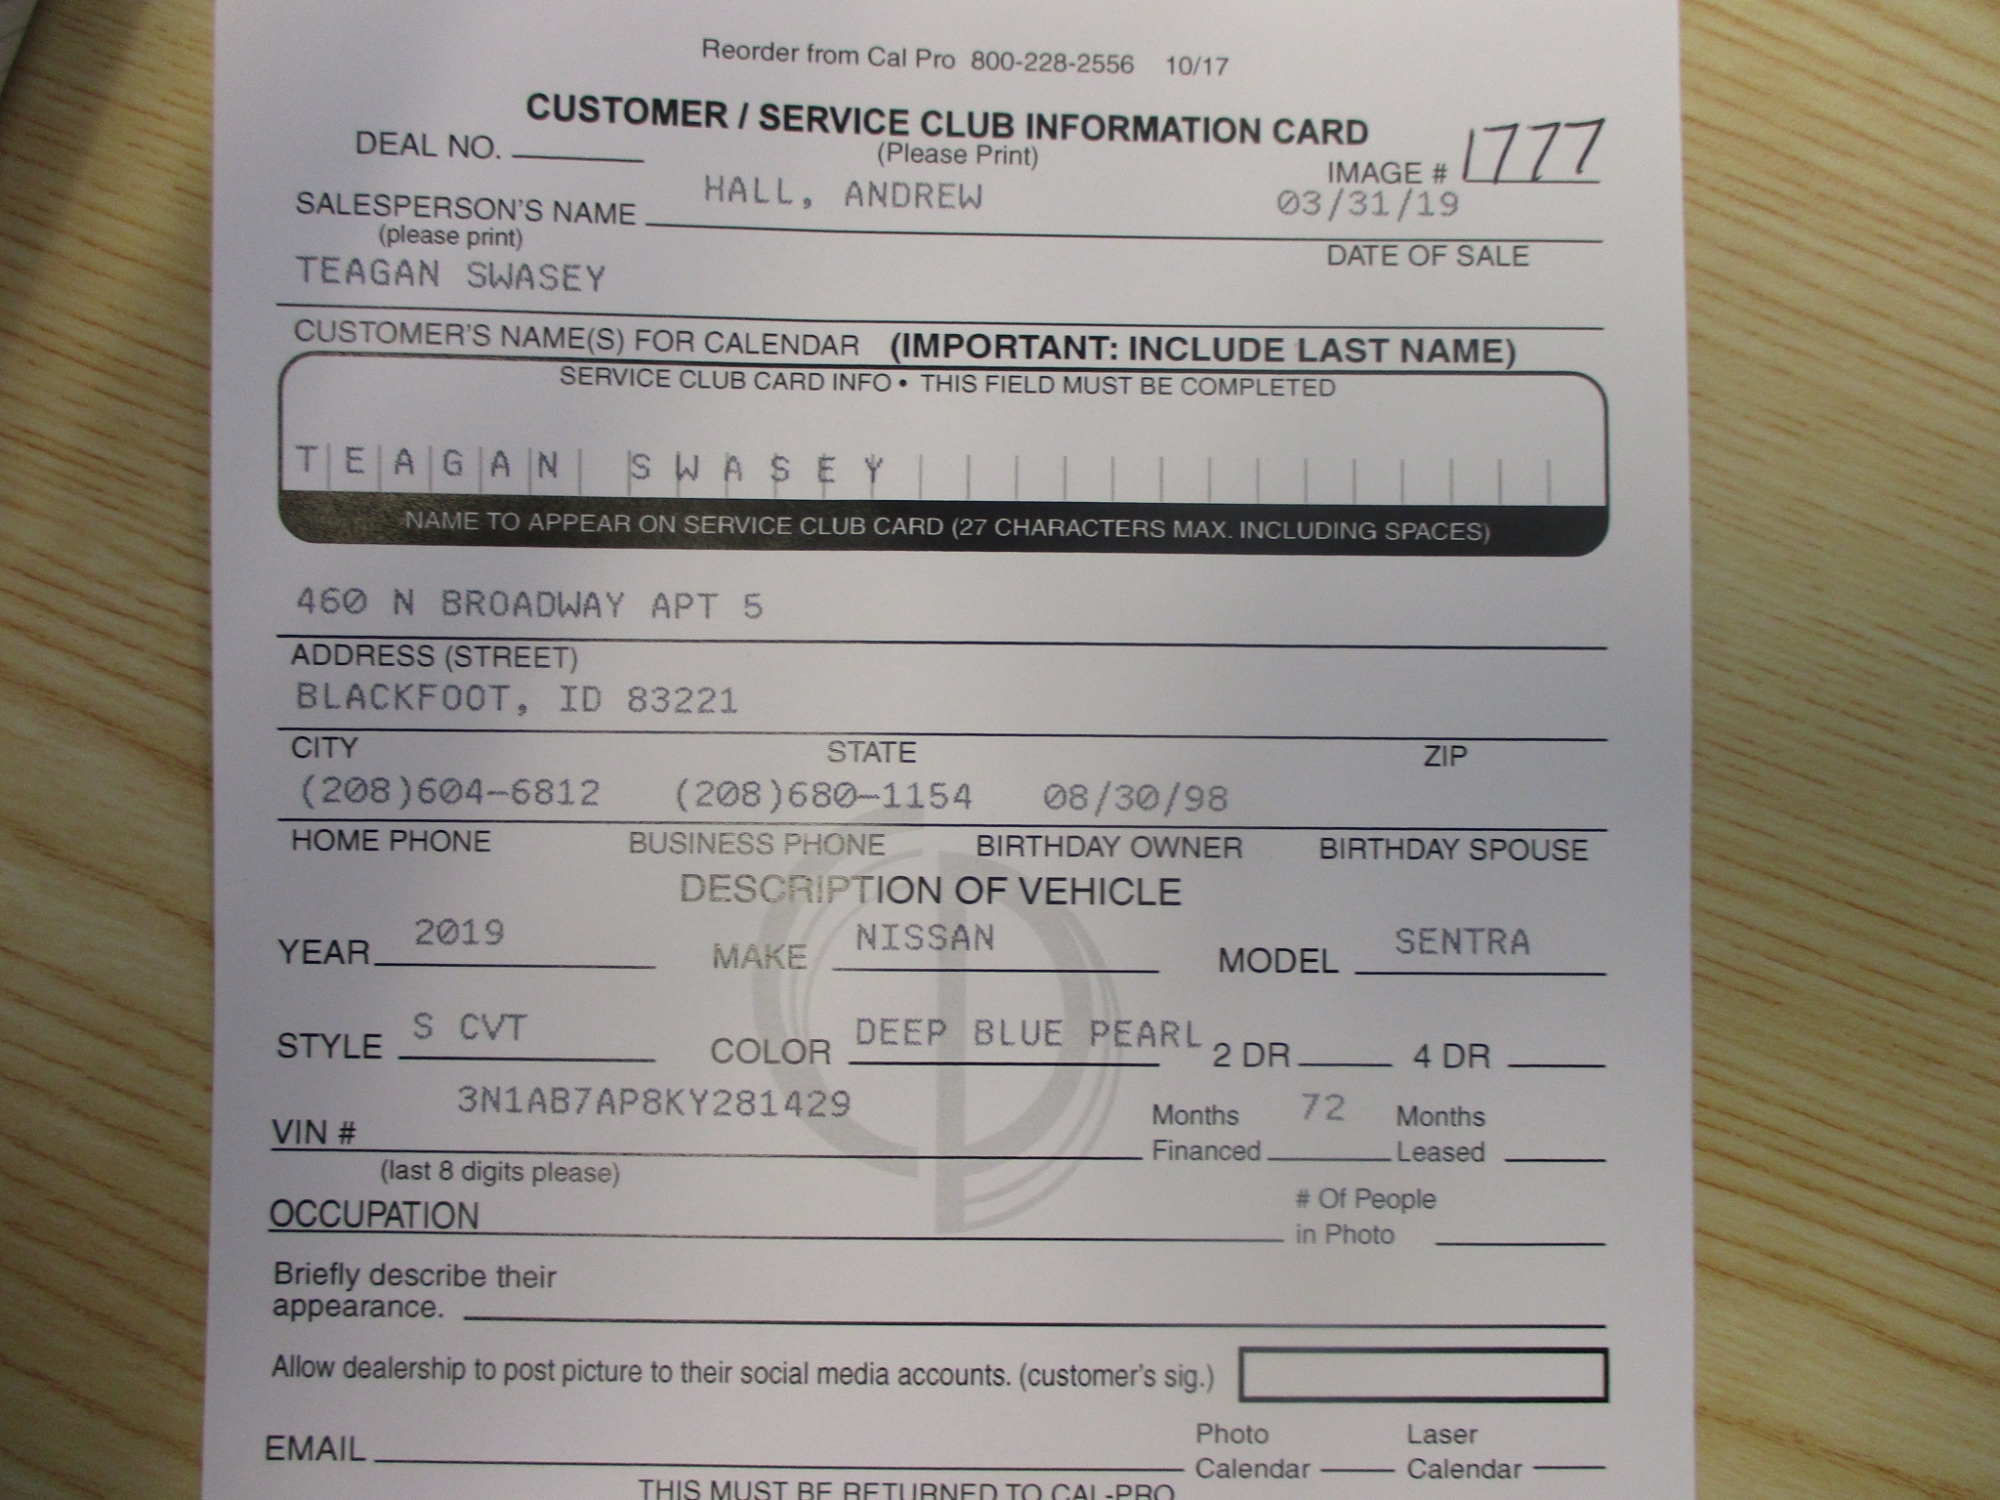 Reorder from Cal Pro 800-228-2556 10/17
CUSTOMER / SERVICE CLUB INFORMATION CARD
(Please Print)
DEAL NO.
IMAGE # 1777
SALESPERSON'S NAME HALL, ANDREW 03/31/19
(please print) DATE OF SALE
TEAGAN SWASEY
CUSTOMER'S NAME(S) FOR CALENDAR (IMPORTANT: INCLUDE LAST NAME)
SERVICE CLUB CARD INFO • THIS FIELD MUST BE COMPLETED
TEAGAN SWASEY
NAME TO APPEAR ON SERVICE CLUB CARD (27 CHARACTERS MAX. INCLUDING SPACES)
460 N BROADWAY APT 5
ADDRESS (STREET)
BLACKFOOT, ID 83221
CITY STATE ZIP
(208)604-6812 (208)680-1154 08/30/98
HOME PHONE BUSINESS PHONE BIRTHDAY OWNER BIRTHDAY SPOUSE
DESCRIPTION OF VEHICLE
YEAR 2019 MAKE NISSAN MODEL SENTRA
STYLE S CVT COLOR DEEP BLUE PEARL 2 DR 4 DR
VIN # 3N1AB7AP8KY281429 Months Financed 72 Months Leased
(last 8 digits please)
OCCUPATION # Of People in Photo
Briefly describe their
appearance.
Allow dealership to post picture to their social media accounts. (customer's sig.)
EMAIL Photo Calendar Laser Calendar
THIS MUST BE RETURNED TO CAL-PRO